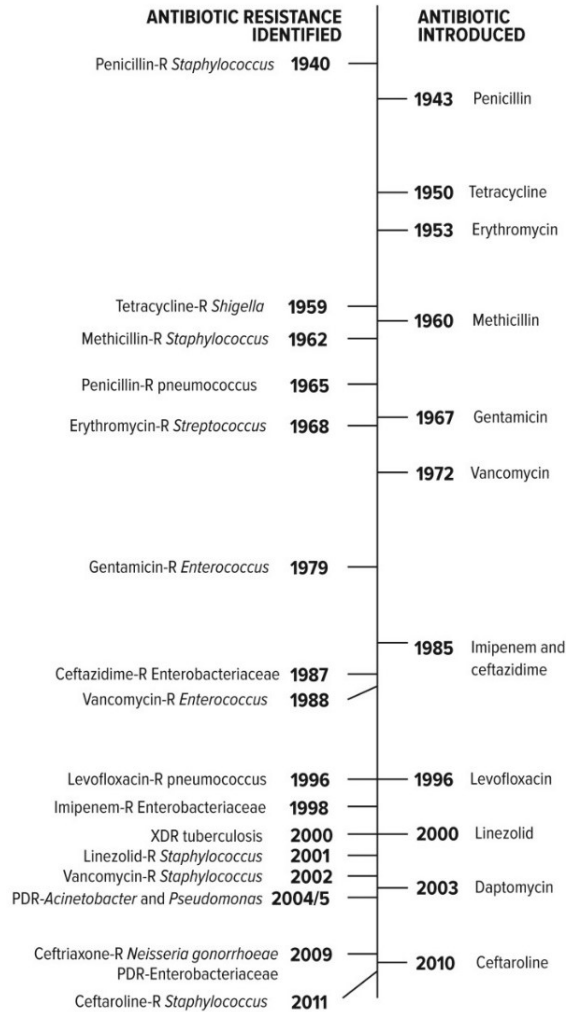 ANTIBIOTIC RESISTANCE
IDENTIFIED
ANTIBIOTIC
INTRODUCED
Penicillin-R Staphylococcus 1940
1943 Penicillin
1950 Tetracycline
1953 Erythromycin
Tetracycline-R Shigella 1959
1960 Methicillin
Methicillin-R Staphylococcus 1962
Penicillin-R pneumococcus 1965
1967 Gentamicin
Erythromycin-R Streptococcus 1968
1972 Vancomycin
Gentamicin-R Enterococcus 1979
1985 Imipenem and
ceftazidime
Ceftazidime-R Enterobacteriaceae 1987
Vancomycin-R Enterococcus 1988
Levofloxacin-R pneumococcus 1996
1996 Levofloxacin
Imipenem-R Enterobacteriaceae 1998
XDR tuberculosis 2000
2000 Linezolid
Linezolid-R Staphylococcus 2001
Vancomycin-R Staphylococcus 2002
2003 Daptomycin
PDR-Acinetobacter and Pseudomonas 2004/5
Ceftriaxone-R Neisseria gonorrhoeae 2009
PDR-Enterobacteriaceae
2010 Ceftaroline
Ceftaroline-R Staphylococcus 2011